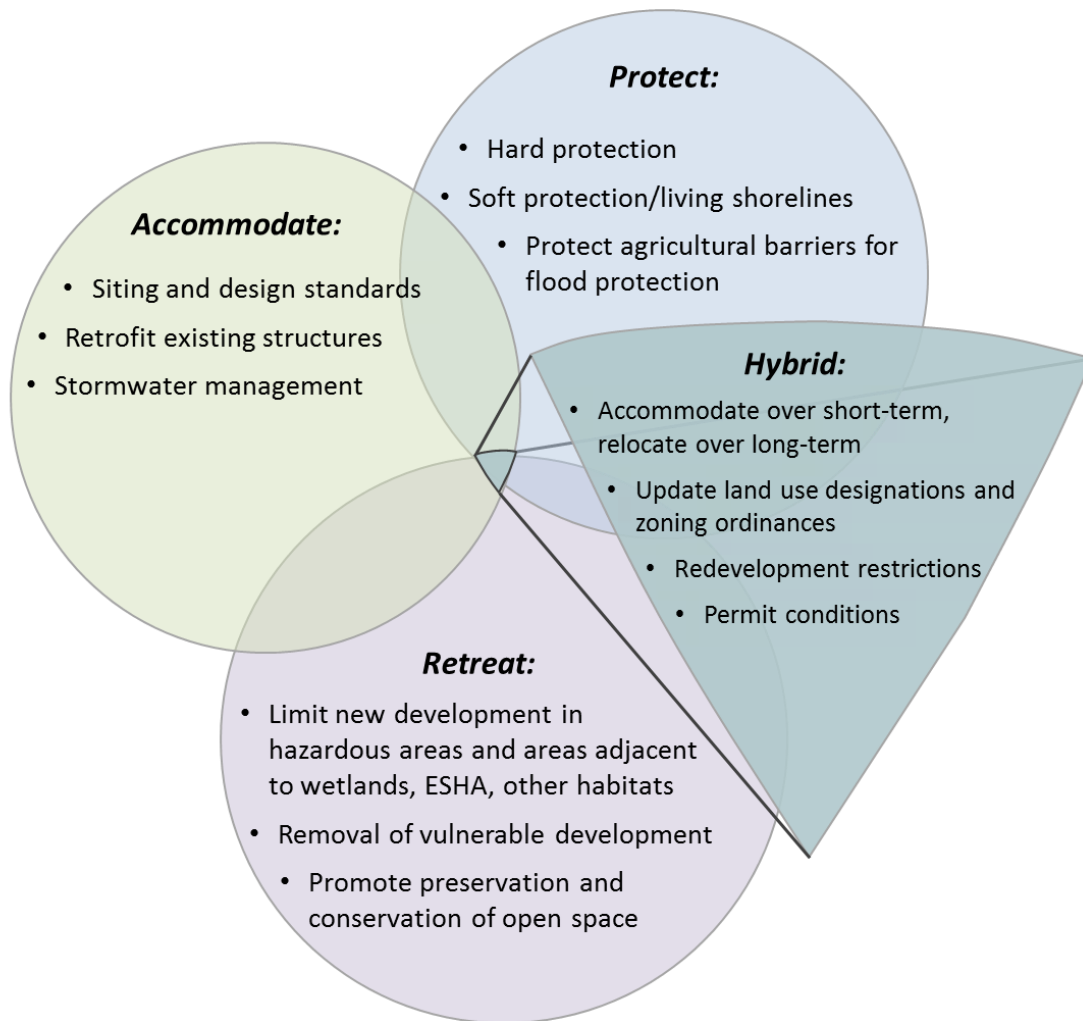 Protect:
• Hard protection
• Soft protection/living shorelines
• Protect agricultural barriers for
flood protection
Accommodate:
• Siting and design standards
• Retrofit existing structures
• Stormwater management
Hybrid:
• Accommodate over short-term,
relocate over long-term
• Update land use designations and
zoning ordinances
• Redevelopment restrictions
• Permit conditions
Retreat:
• Limit new development in
hazardous areas and areas adjacent
to wetlands, ESHA, other habitats
• Removal of vulnerable development
• Promote preservation and
conservation of open space